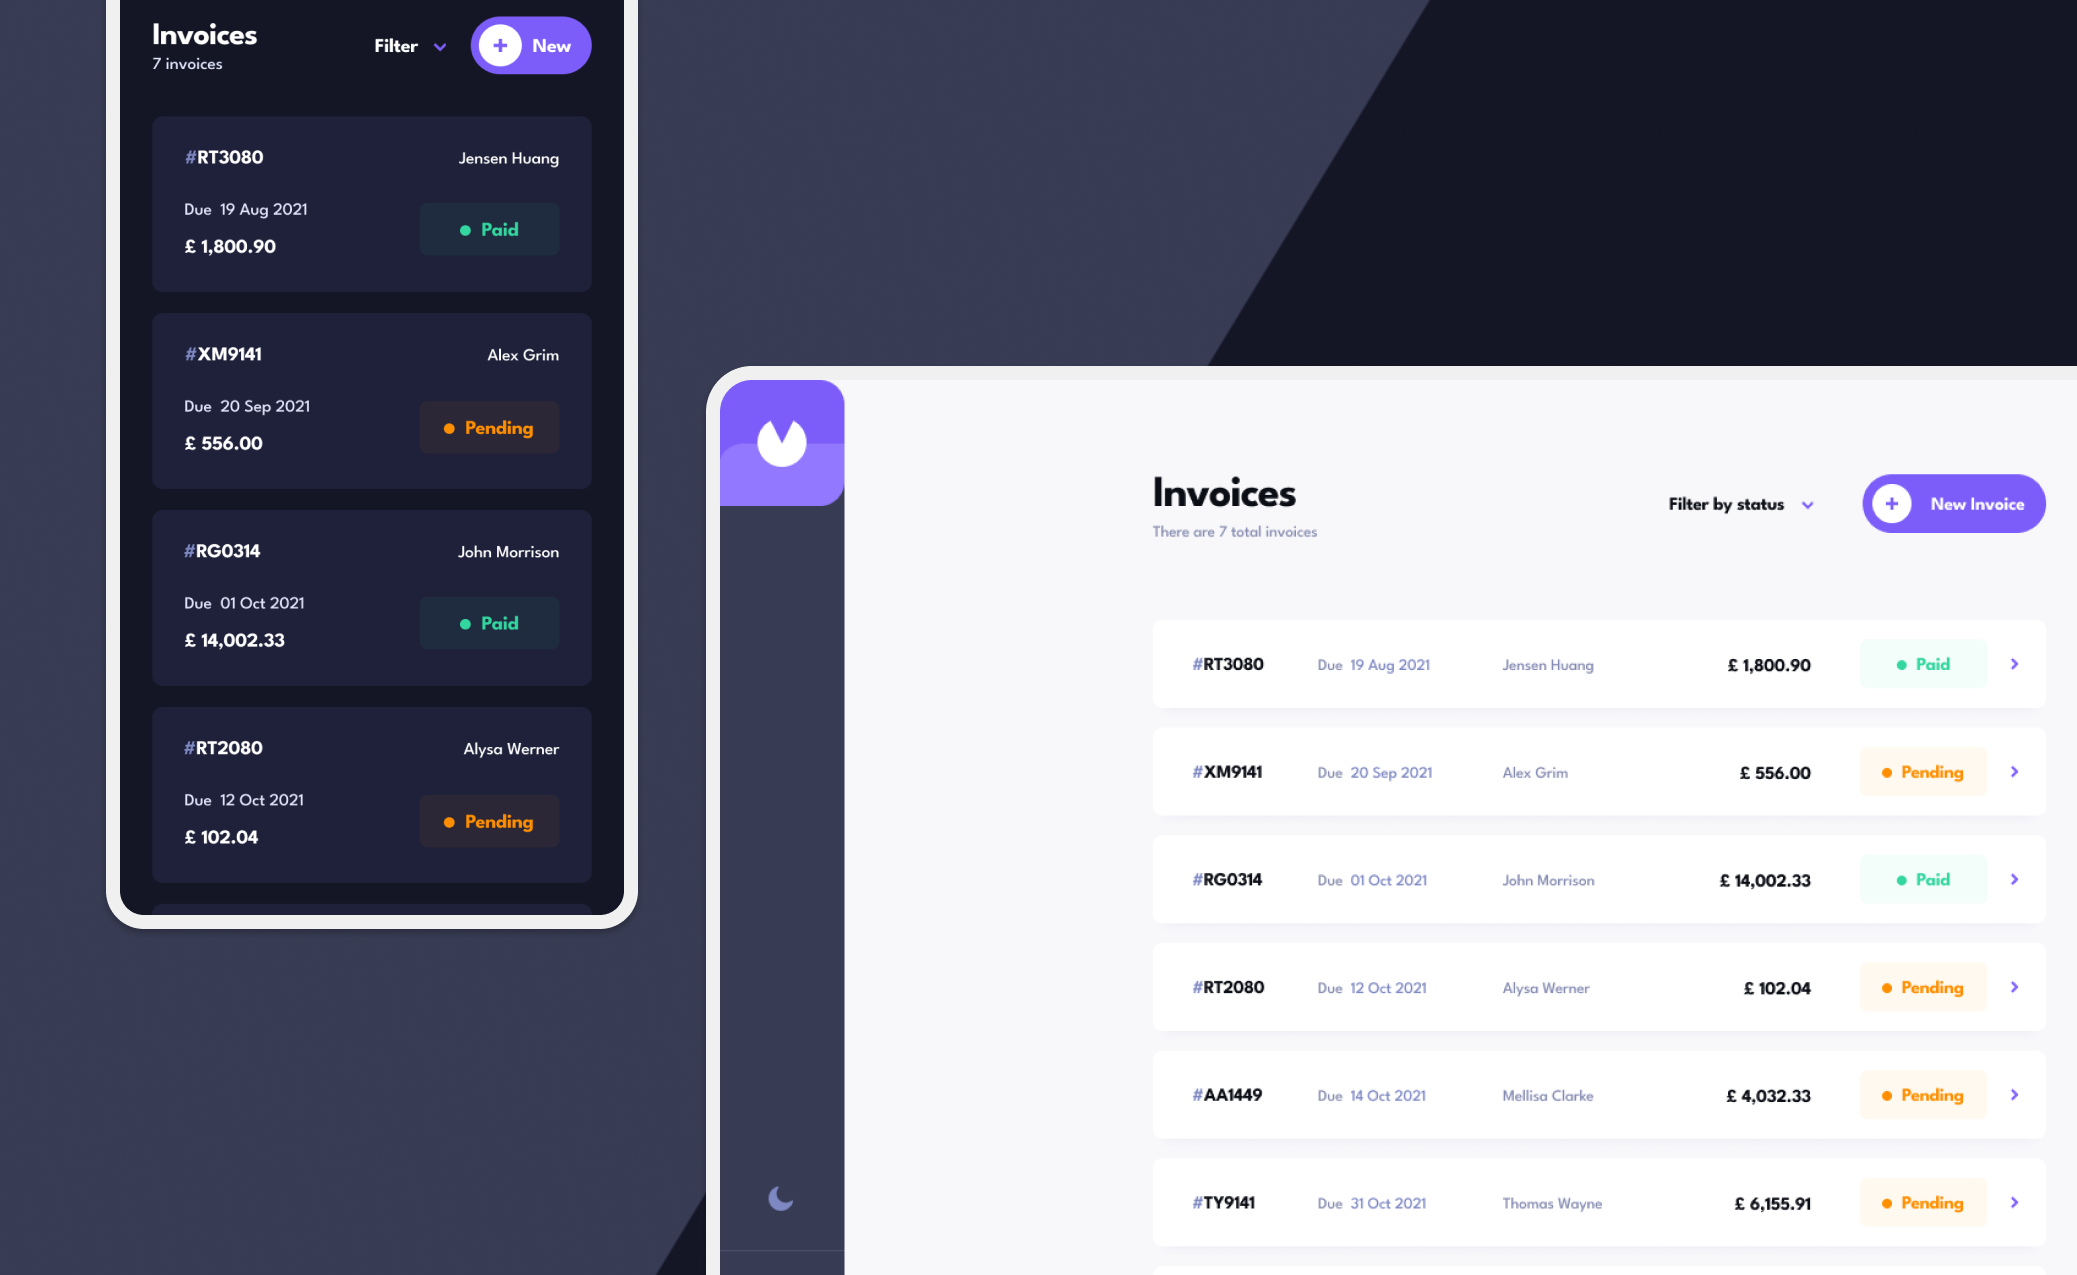 Invoices
7 invoices
Filter
New
#RT3080 Jensen Huang
Due 19 Aug 2021
£ 1,800.90
Paid
#XM9141 Alex Grim
Due 20 Sep 2021
£ 556.00
Pending
#RG0314 John Morrison
Due 01 Oct 2021
£ 14,002.33
Paid
#RT2080 Alysa Werner
Due 12 Oct 2021
£ 102.04
Pending
Invoices
There are 7 total invoices
Filter by status
New Invoice
#RT3080 Due 19 Aug 2021 Jensen Huang £ 1,800.90 Paid
#XM9141 Due 20 Sep 2021 Alex Grim £ 556.00 Pending
#RG0314 Due 01 Oct 2021 John Morrison £ 14,002.33 Paid
#RT2080 Due 12 Oct 2021 Alysa Werner £ 102.04 Pending
#AA1449 Due 14 Oct 2021 Mellisa Clarke £ 4,032.33 Pending
#TY9141 Due 31 Oct 2021 Thomas Wayne £ 6,155.91 Pending